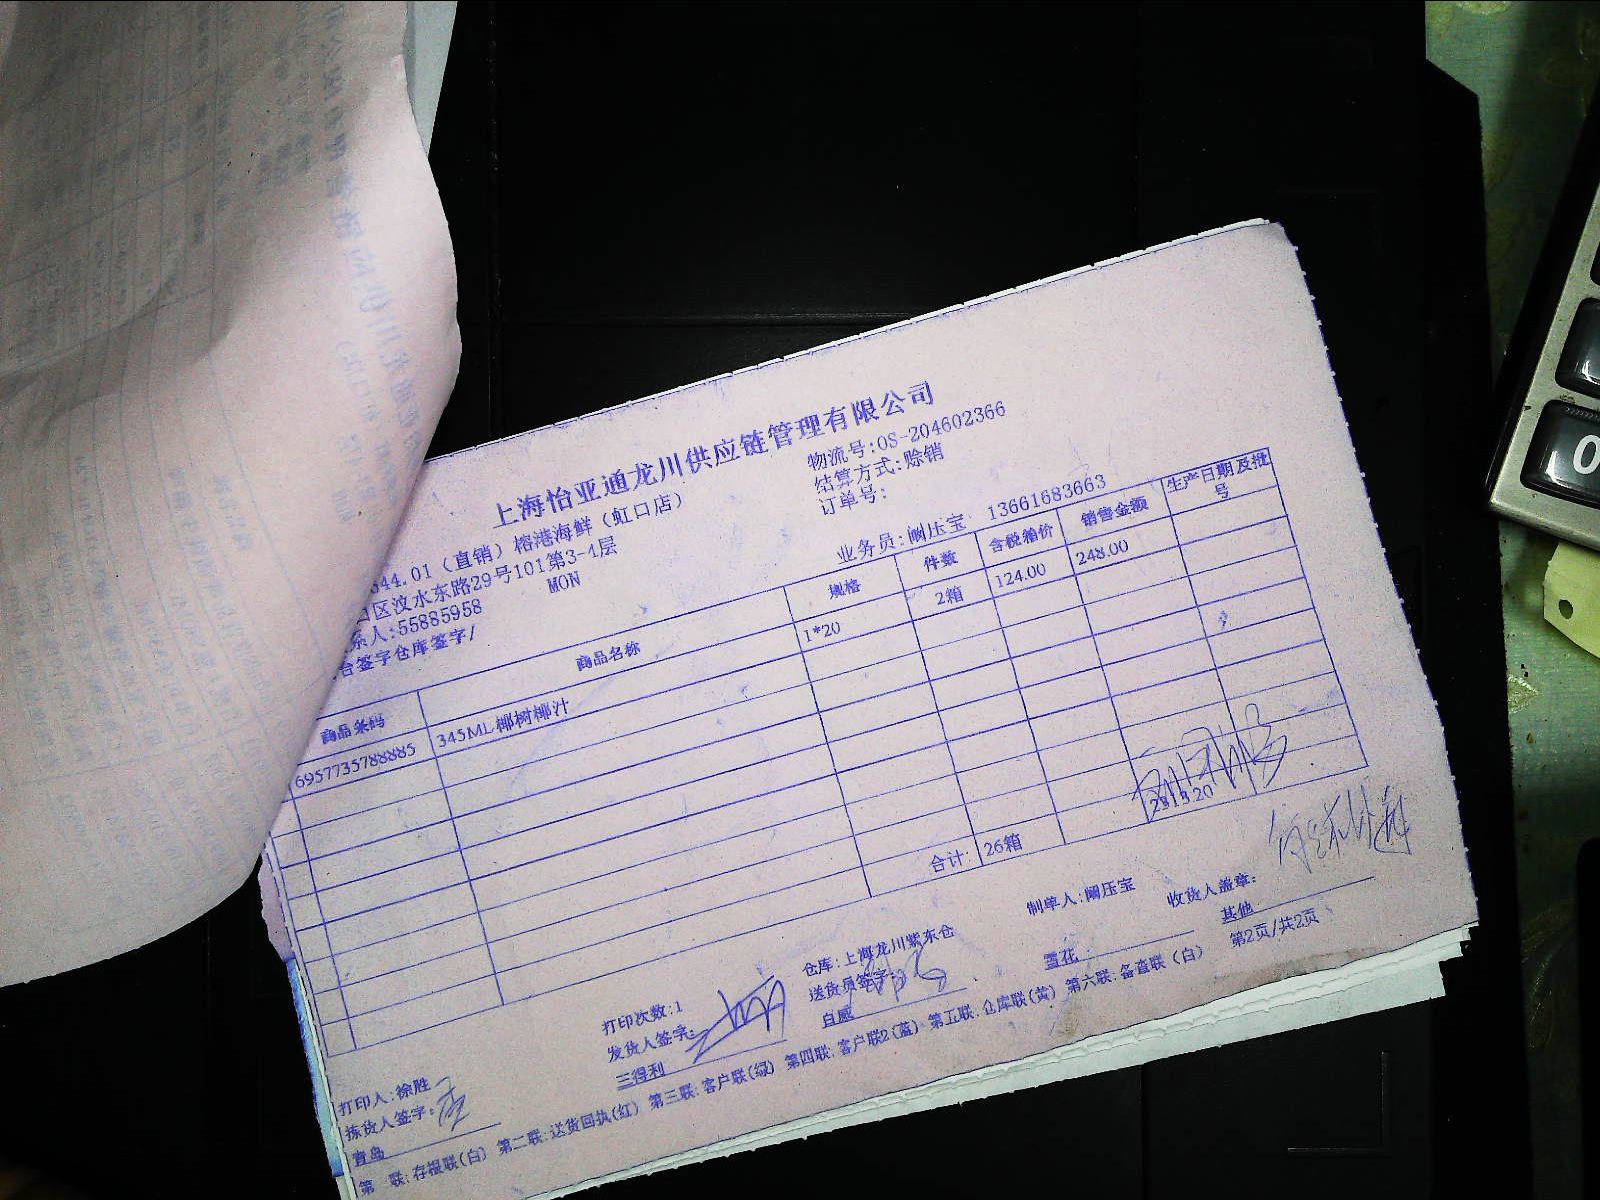 上海怡亚通龙川供应链管理有限公司
物流号:OS-204602366
结算方式:赊销
订单号:
44.01（直销）榕港海鲜（虹口店）
口区汶水东路29号101第3-4层
系人:55885958 MON
台签字仓库签字/
业务员:阚压宝 13661683663
商品条码 商品名称 规格 件数 含税箱价 销售金额 生产日期及批号
6957735788885 345ML椰树椰汁 1*20 2箱 124.00 248.00
合计: 26箱
打印人:徐胜 打印次数:1 仓库:上海龙川紫东仓 制单人:阚压宝 收货人盖章:
拣货人签字: 发货人签字: 送货员签字:
青岛 三得利 自愿 雪花 其他
第2页/共2页
第 联:存根联(白) 第二联:送货回执(红) 第三联:客户联(绿) 第四联:客户联2(蓝) 第五联:仓库联(黄) 第六联:备查联(白)
0